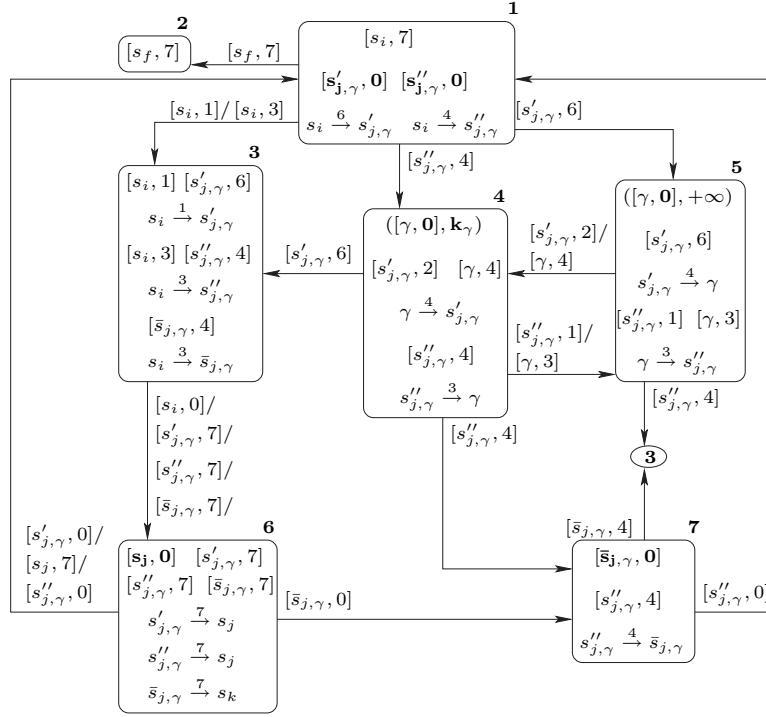 2
[s_f, 7]
[s_f, 7]
1
[s_i, 7]
[s′_{j,γ}, 0] [s″_{j,γ}, 0]
s_i →^6 s′_{j,γ} s_i →^4 s″_{j,γ}
[s_i, 1]/ [s_i, 3]
[s″_{j,γ}, 4]
[s′_{j,γ}, 6]
3
[s_i, 1] [s′_{j,γ}, 6]
s_i →^1 s′_{j,γ}
[s_i, 3] [s″_{j,γ}, 4]
s_i →^3 s″_{j,γ}
[s̄_{j,γ}, 4]
s_i →^3 s̄_{j,γ}
[s′_{j,γ}, 6]
4
([γ, 0], k_γ)
[s′_{j,γ}, 2] [γ, 4]
γ →^4 s′_{j,γ}
[s″_{j,γ}, 4]
s″_{j,γ} →^3 γ
[s′_{j,γ}, 2]/
[γ, 4]
[s″_{j,γ}, 1]/
[γ, 3]
5
([γ, 0], +∞)
[s′_{j,γ}, 6]
s′_{j,γ} →^4 γ
[s″_{j,γ}, 1] [γ, 3]
γ →^3 s″_{j,γ}
[s″_{j,γ}, 4]
3
[s_i, 0]/
[s′_{j,γ}, 7]/
[s″_{j,γ}, 7]/
[s̄_{j,γ}, 7]/
[s″_{j,γ}, 4]
[s′_{j,γ}, 0]/
[s_j, 7]/
[s″_{j,γ}, 0]
6
[s_j, 0] [s′_{j,γ}, 7]
[s″_{j,γ}, 7] [s̄_{j,γ}, 7]
s′_{j,γ} →^7 s_j
s″_{j,γ} →^7 s_j
s̄_{j,γ} →^7 s_k
[s̄_{j,γ}, 0]
[s̄_{j,γ}, 4]
7
[s̄_{j,γ}, 0]
[s″_{j,γ}, 4]
s″_{j,γ} →^4 s̄_{j,γ}
[s″_{j,γ}, 0]